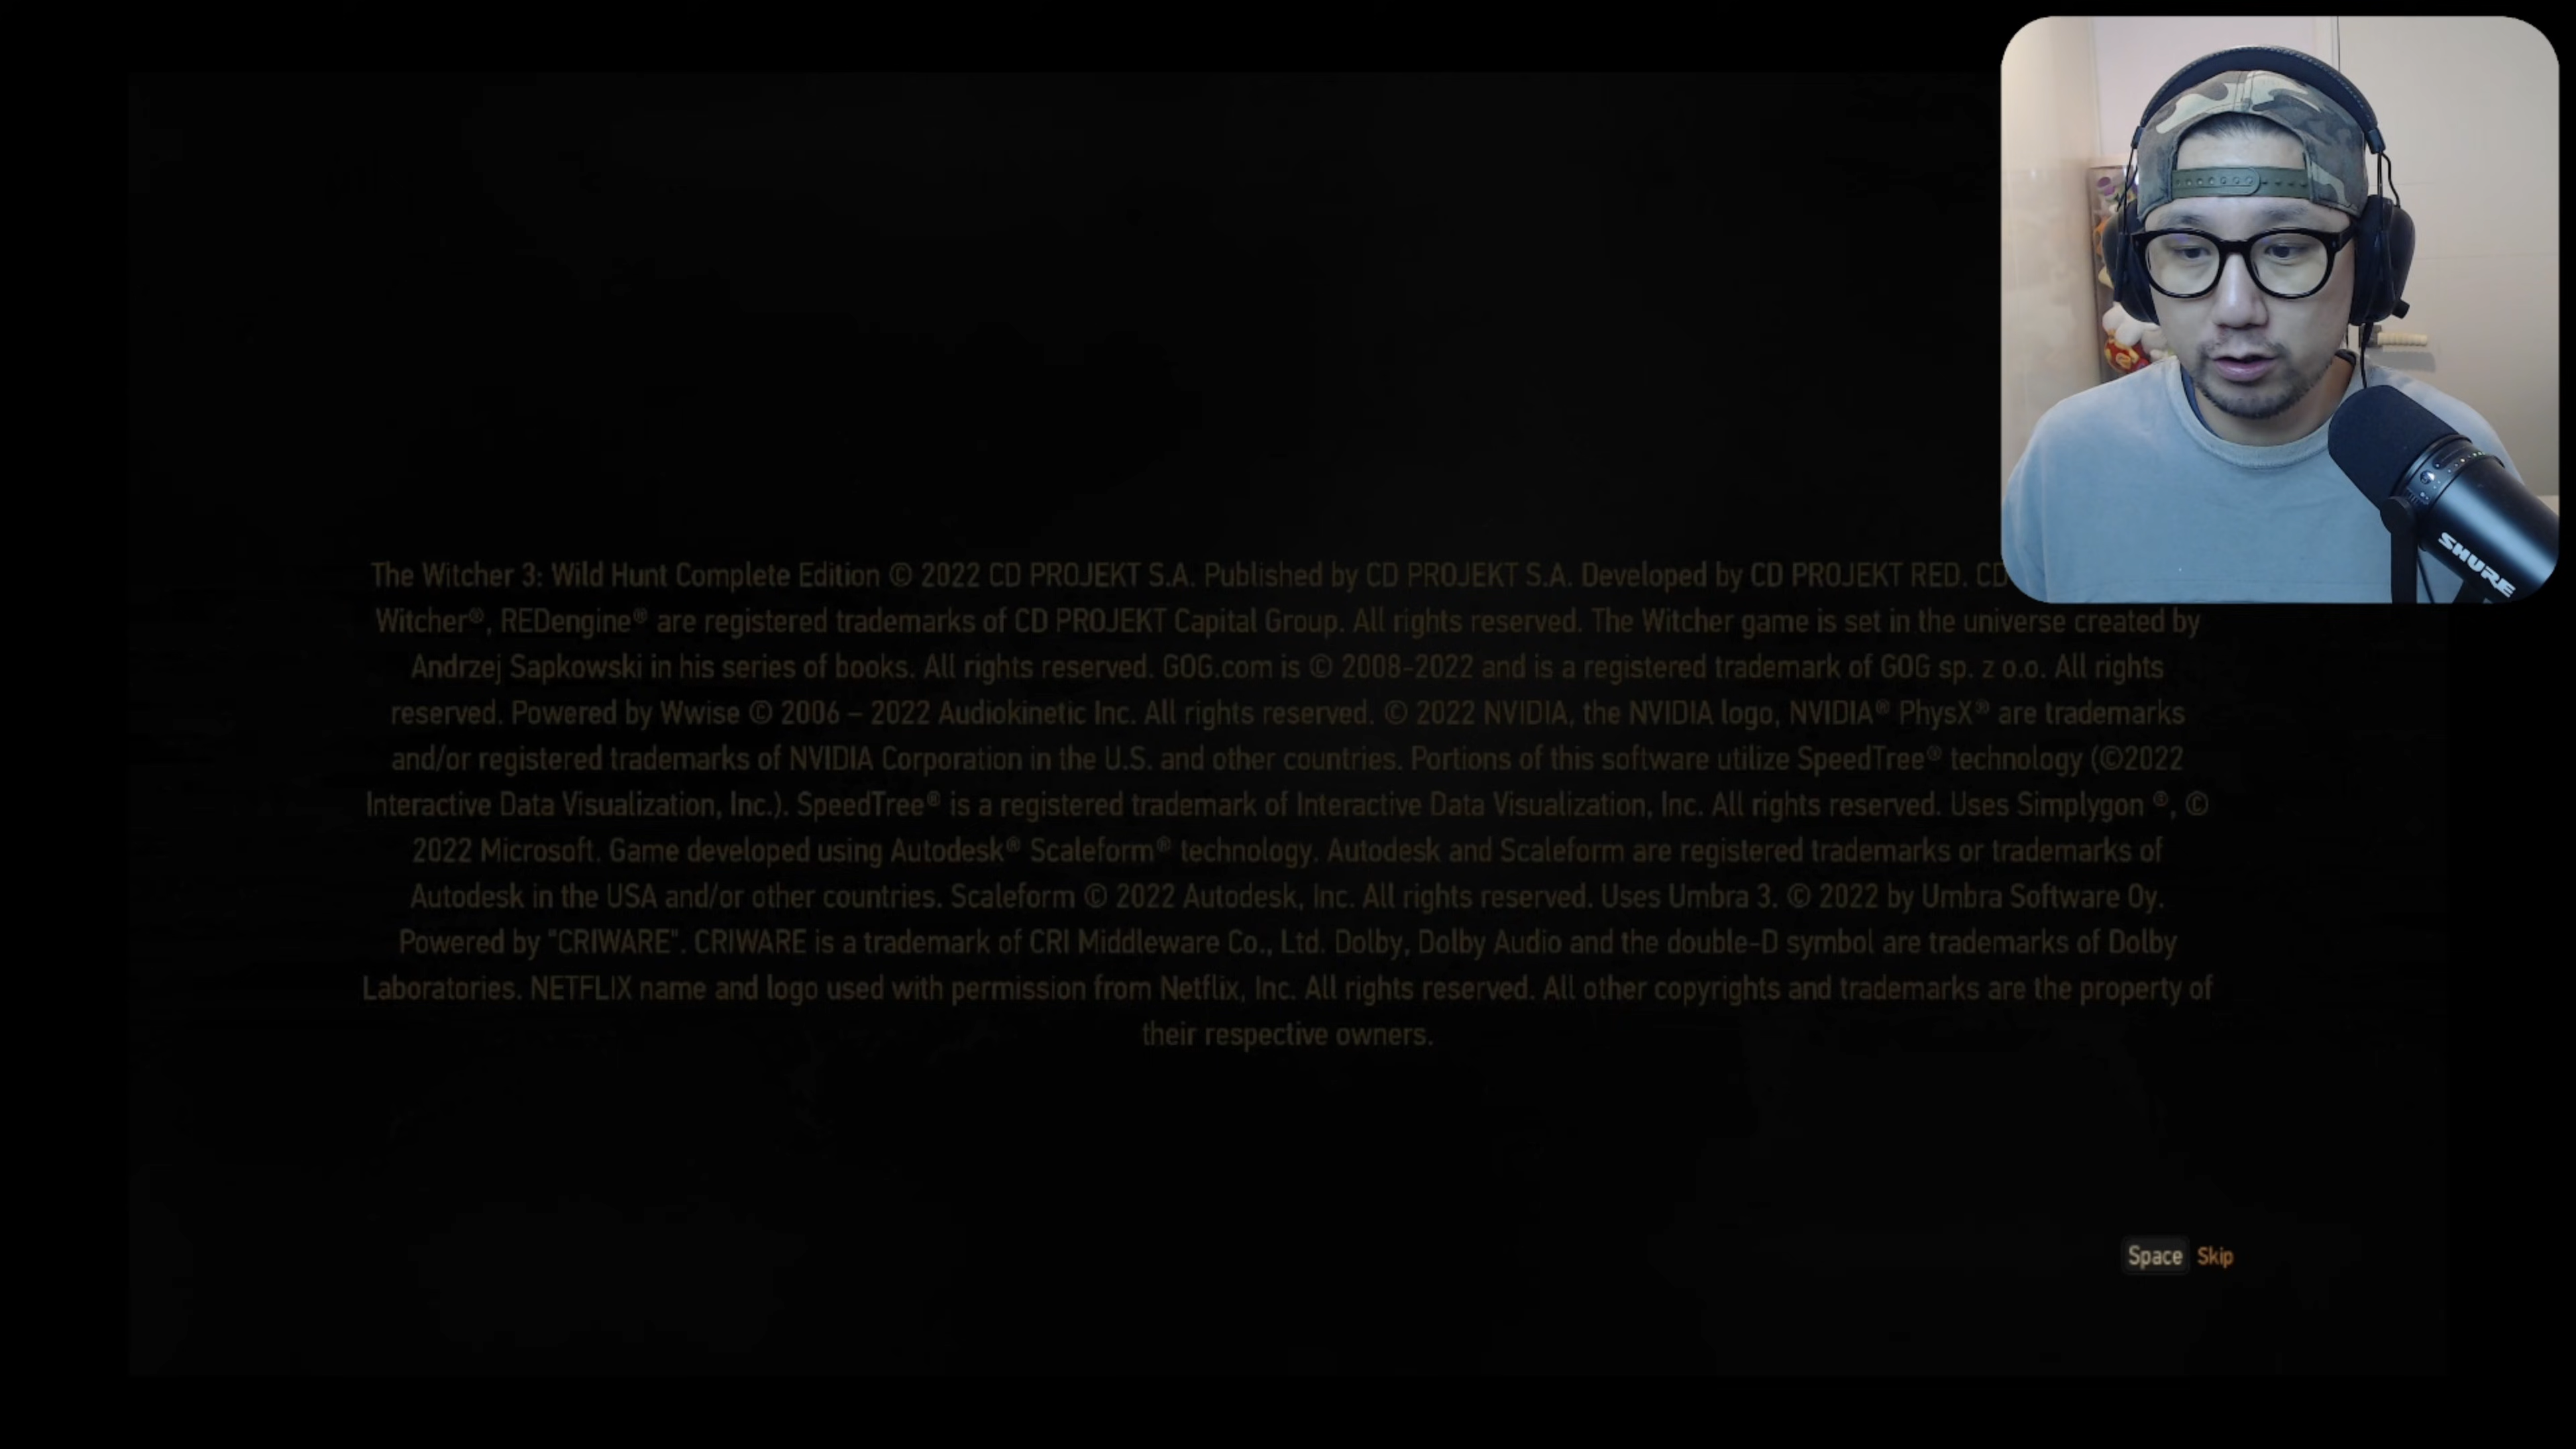 The Witcher 3: Wild Hunt Complete Edition © 2022 CD PROJEKT S.A. Published by CD PROJEKT S.A. Developed by CD PROJEKT RED. CD
Witcher®, REDengine® are registered trademarks of CD PROJEKT Capital Group. All rights reserved. The Witcher game is set in the universe created by
Andrzej Sapkowski in his series of books. All rights reserved. GOG.com is © 2008-2022 and is a registered trademark of GOG sp. z o.o. All rights
reserved. Powered by Wwise © 2006 – 2022 Audiokinetic Inc. All rights reserved. © 2022 NVIDIA, the NVIDIA logo, NVIDIA® PhysX® are trademarks
and/or registered trademarks of NVIDIA Corporation in the U.S. and other countries. Portions of this software utilize SpeedTree® technology (©2022
Interactive Data Visualization, Inc.). SpeedTree® is a registered trademark of Interactive Data Visualization, Inc. All rights reserved. Uses Simplygon ®, ©
2022 Microsoft. Game developed using Autodesk® Scaleform® technology. Autodesk and Scaleform are registered trademarks or trademarks of
Autodesk in the USA and/or other countries. Scaleform © 2022 Autodesk, Inc. All rights reserved. Uses Umbra 3. © 2022 by Umbra Software Oy.
Powered by "CRIWARE". CRIWARE is a trademark of CRI Middleware Co., Ltd. Dolby, Dolby Audio and the double-D symbol are trademarks of Dolby
Laboratories. NETFLIX name and logo used with permission from Netflix, Inc. All rights reserved. All other copyrights and trademarks are the property of
their respective owners.
SHURE
Space Skip